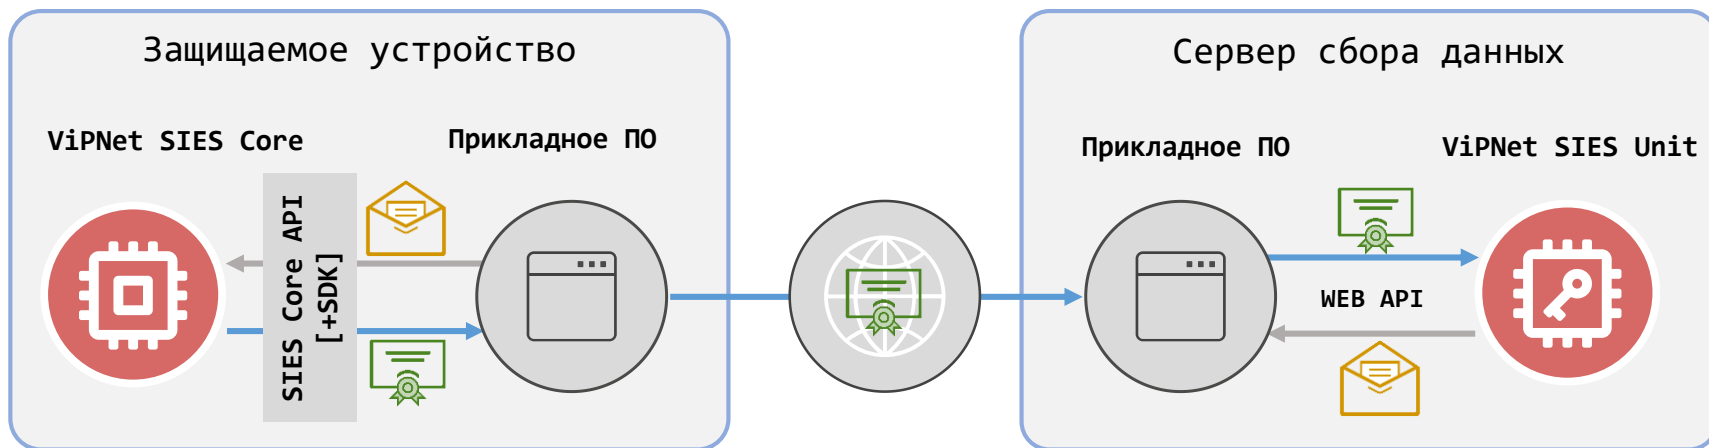 Защищаемое устройство
ViPNet SIES Core
Прикладное ПО
SIES Core API
[+SDK]
Сервер сбора данных
Прикладное ПО
ViPNet SIES Unit
WEB API